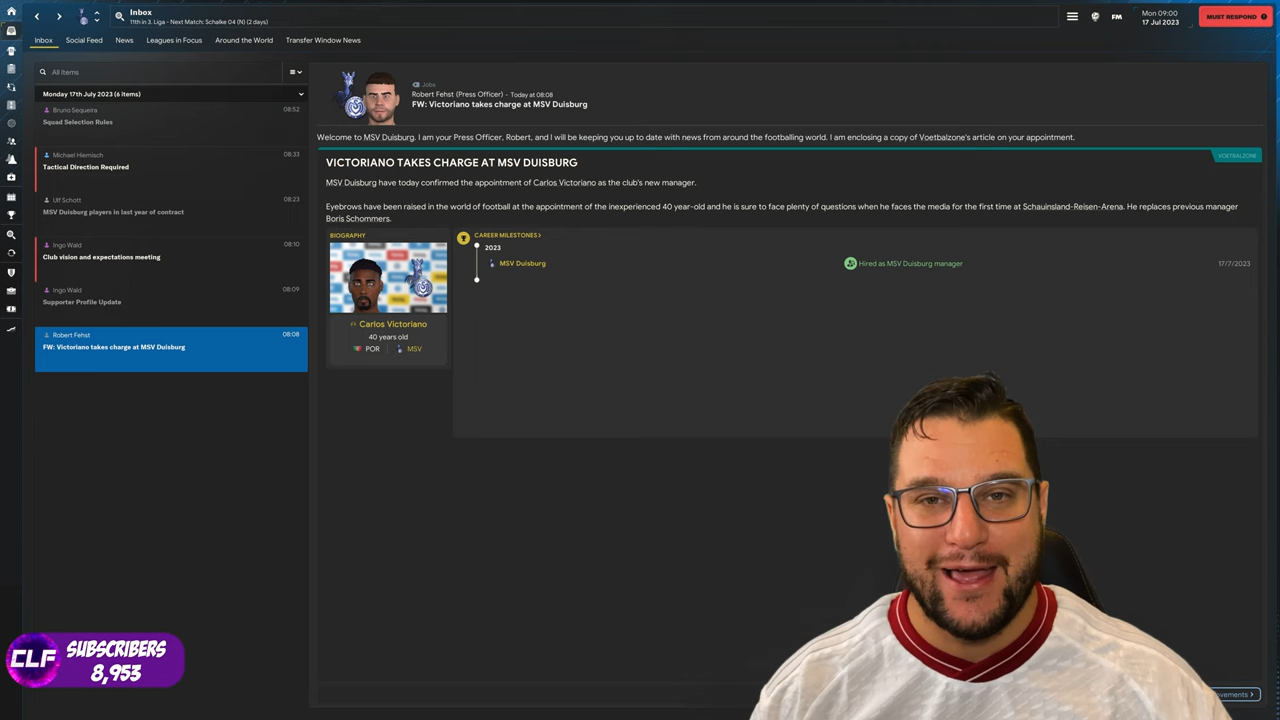 Inbox
11th in 3. Liga - Next Match: Schalke 04 (N) (2 days)
FM
Mon 09:00
17 Jul 2023
MUST RESPOND
Inbox
Social Feed
News
Leagues in Focus
Around the World
Transfer Window News
All Items
Monday 17th July 2023 (6 items)
Bruno Sequeira 08:52
Squad Selection Rules
Michael Hiemisch 08:33
Tactical Direction Required
Ulf Schott 08:23
MSV Duisburg players in last year of contract
Ingo Wald 08:10
Club vision and expectations meeting
Ingo Wald 08:09
Supporter Profile Update
Robert Fehst 08:08
FW: Victoriano takes charge at MSV Duisburg
Jobs
Robert Fehst (Press Officer) - Today at 08:08
FW: Victoriano takes charge at MSV Duisburg
Welcome to MSV Duisburg. I am your Press Officer, Robert, and I will be keeping you up to date with news from around the footballing world. I am enclosing a copy of Voetbalzone's article on your appointment.
VOETBALZONE
VICTORIANO TAKES CHARGE AT MSV DUISBURG
MSV Duisburg have today confirmed the appointment of Carlos Victoriano as the club's new manager.
Eyebrows have been raised in the world of football at the appointment of the inexperienced 40 year-old and he is sure to face plenty of questions when he faces the media for the first time at Schauinsland-Reisen-Arena. He replaces previous manager
Boris Schommers.
BIOGRAPHY
Carlos Victoriano
40 years old
POR
MSV
CAREER MILESTONES
2023
MSV Duisburg
Hired as MSV Duisburg manager
17/7/2023
CLF
SUBSCRIBERS
8,953